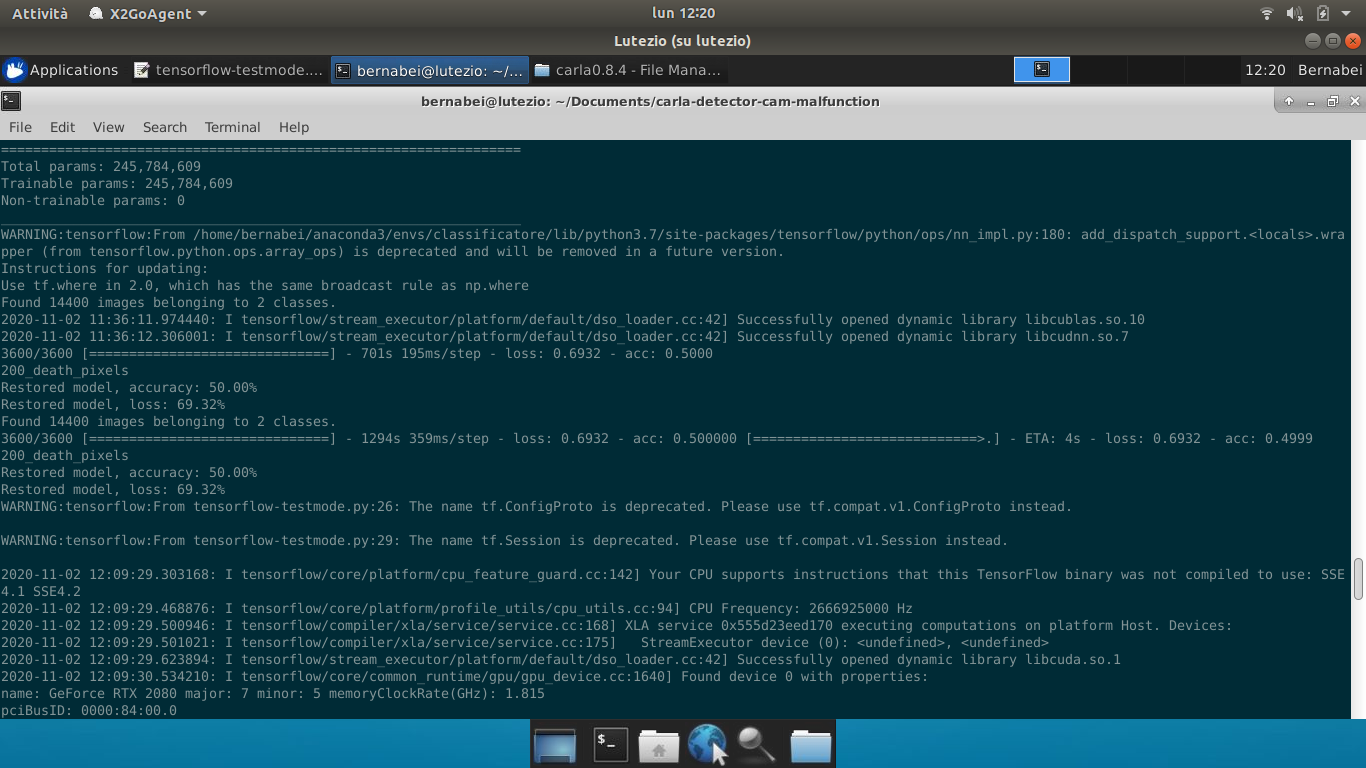 Attività X2GoAgent lun 12:20
Lutezio (su lutezio)
Applications tensorflow-testmode.... bernabei@lutezio: ~/... carla0.8.4 - File Mana... 12:20 Bernabei
bernabei@lutezio: ~/Documents/carla-detector-cam-malfunction
File Edit View Search Terminal Help
=================================================================
Total params: 245,784,609
Trainable params: 245,784,609
Non-trainable params: 0
_________________________________________________________________
WARNING:tensorflow:From /home/bernabei/anaconda3/envs/classificatore/lib/python3.7/site-packages/tensorflow/python/ops/nn_impl.py:180: add_dispatch_support.<locals>.wra
pper (from tensorflow.python.ops.array_ops) is deprecated and will be removed in a future version.
Instructions for updating:
Use tf.where in 2.0, which has the same broadcast rule as np.where
Found 14400 images belonging to 2 classes.
2020-11-02 11:36:11.974440: I tensorflow/stream_executor/platform/default/dso_loader.cc:42] Successfully opened dynamic library libcublas.so.10
2020-11-02 11:36:12.306001: I tensorflow/stream_executor/platform/default/dso_loader.cc:42] Successfully opened dynamic library libcudnn.so.7
3600/3600 [==============================] - 701s 195ms/step - loss: 0.6932 - acc: 0.5000
200_death_pixels
Restored model, accuracy: 50.00%
Restored model, loss: 69.32%
Found 14400 images belonging to 2 classes.
3600/3600 [==============================] - 1294s 359ms/step - loss: 0.6932 - acc: 0.500000 [============================>.] - ETA: 4s - loss: 0.6932 - acc: 0.4999
200_death_pixels
Restored model, accuracy: 50.00%
Restored model, loss: 69.32%
WARNING:tensorflow:From tensorflow-testmode.py:26: The name tf.ConfigProto is deprecated. Please use tf.compat.v1.ConfigProto instead.
WARNING:tensorflow:From tensorflow-testmode.py:29: The name tf.Session is deprecated. Please use tf.compat.v1.Session instead.
2020-11-02 12:09:29.303168: I tensorflow/core/platform/cpu_feature_guard.cc:142] Your CPU supports instructions that this TensorFlow binary was not compiled to use: SSE
4.1 SSE4.2
2020-11-02 12:09:29.468876: I tensorflow/core/platform/profile_utils/cpu_utils.cc:94] CPU Frequency: 2666925000 Hz
2020-11-02 12:09:29.500946: I tensorflow/compiler/xla/service/service.cc:168] XLA service 0x555d23eed170 executing computations on platform Host. Devices:
2020-11-02 12:09:29.501021: I tensorflow/compiler/xla/service/service.cc:175]   StreamExecutor device (0): <undefined>, <undefined>
2020-11-02 12:09:29.623894: I tensorflow/stream_executor/platform/default/dso_loader.cc:42] Successfully opened dynamic library libcuda.so.1
2020-11-02 12:09:30.534210: I tensorflow/core/common_runtime/gpu/gpu_device.cc:1640] Found device 0 with properties:
name: GeForce RTX 2080 major: 7 minor: 5 memoryClockRate(GHz): 1.815
pciBusID: 0000:84:00.0